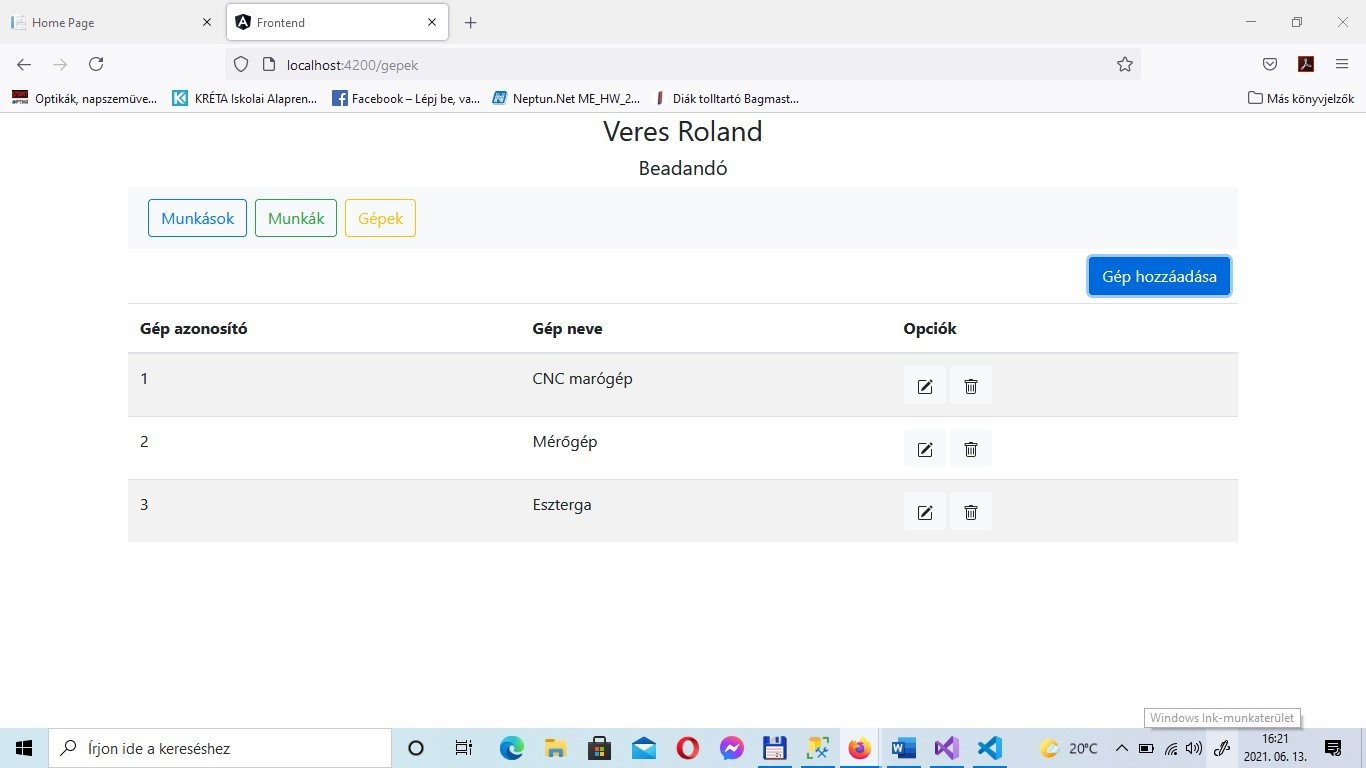 Home Page
Frontend
localhost:4200/gepek
Optikák, napszemüve... KRÉTA Iskolai Alapren... Facebook – Lépj be, va... Neptun.Net ME_HW_2... Diák tolltartó Bagmast... Más könyvjelzők
Veres Roland
Beadandó
Munkások Munkák Gépek
Gép hozzáadása
Gép azonosító Gép neve Opciók
1 CNC marógép
2 Mérőgép
3 Eszterga
Windows Ink-munkaterület
Írjon ide a kereséshez
20°C
16:21
2021. 06. 13.